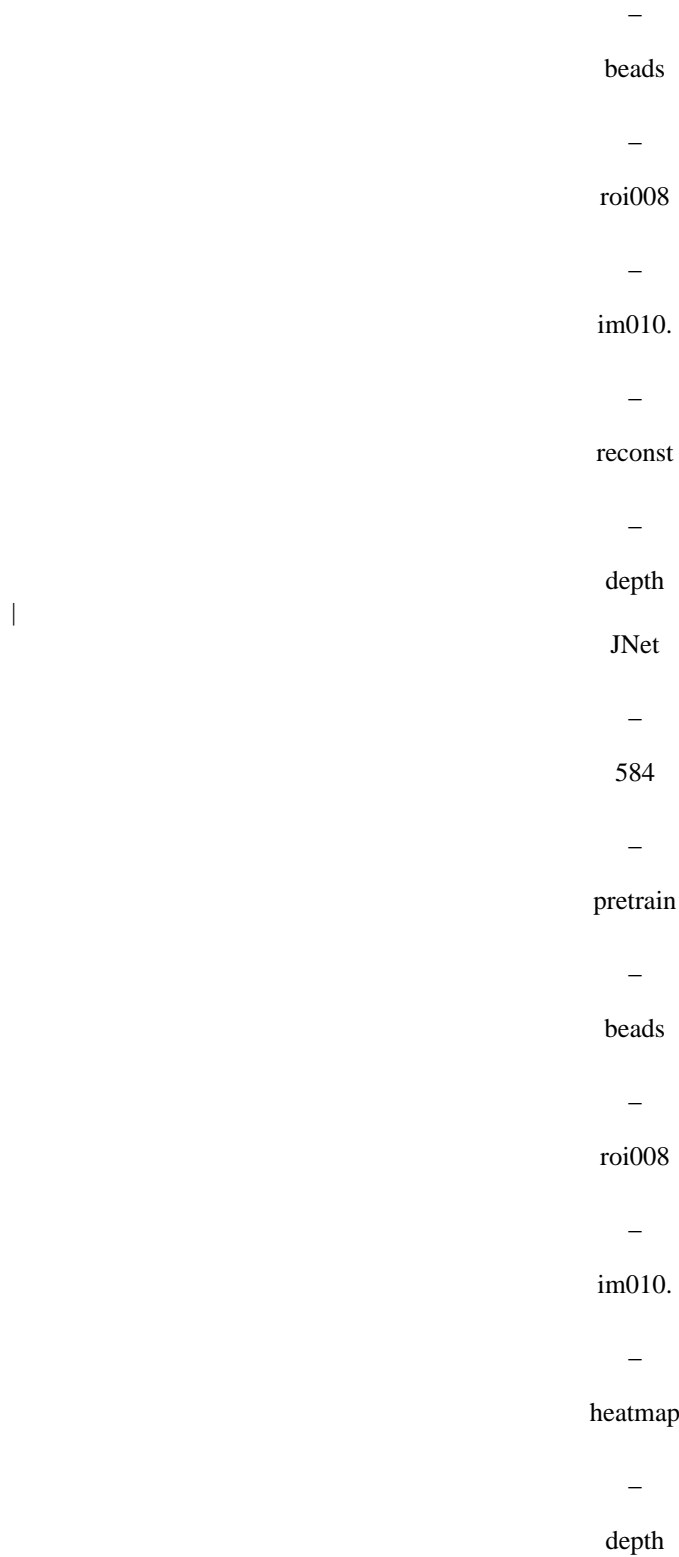 –
beads
–
roi008
–
im010.
–
reconst
–
depth
|
JNet
–
584
–
pretrain
–
beads
–
roi008
–
im010.
–
heatmap
–
depth